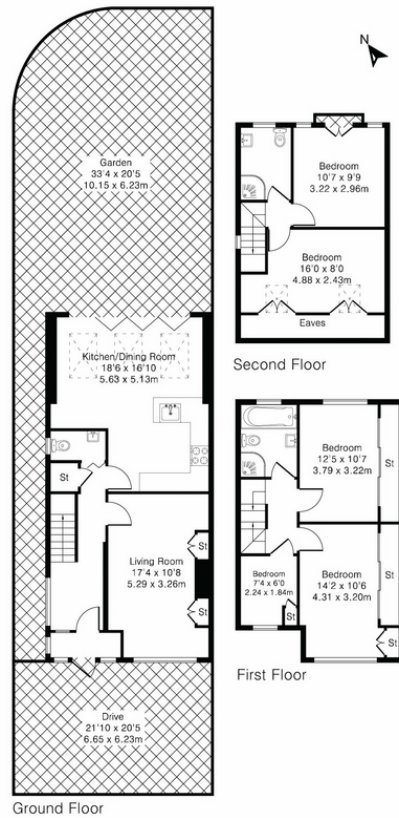 Garden
33'4 x 20'5
10.15 x 6.23m
Kitchen/Dining Room
18'6 x 16'10
5.63 x 5.13m
St
Living Room
17'4 x 10'8
5.29 x 3.26m
St
St
Drive
21'10 x 20'5
6.65 x 6.23m
Ground Floor
N
Bedroom
10'7 x 9'9
3.22 x 2.96m
Bedroom
16'0 x 8'0
4.88 x 2.43m
Eaves
Second Floor
Bedroom
12'5 x 10'7
3.79 x 3.22m
St
Bedroom
7'4 x 6'0
2.24 x 1.84m
St
Bedroom
14'2 x 10'6
4.31 x 3.20m
St
St
First Floor